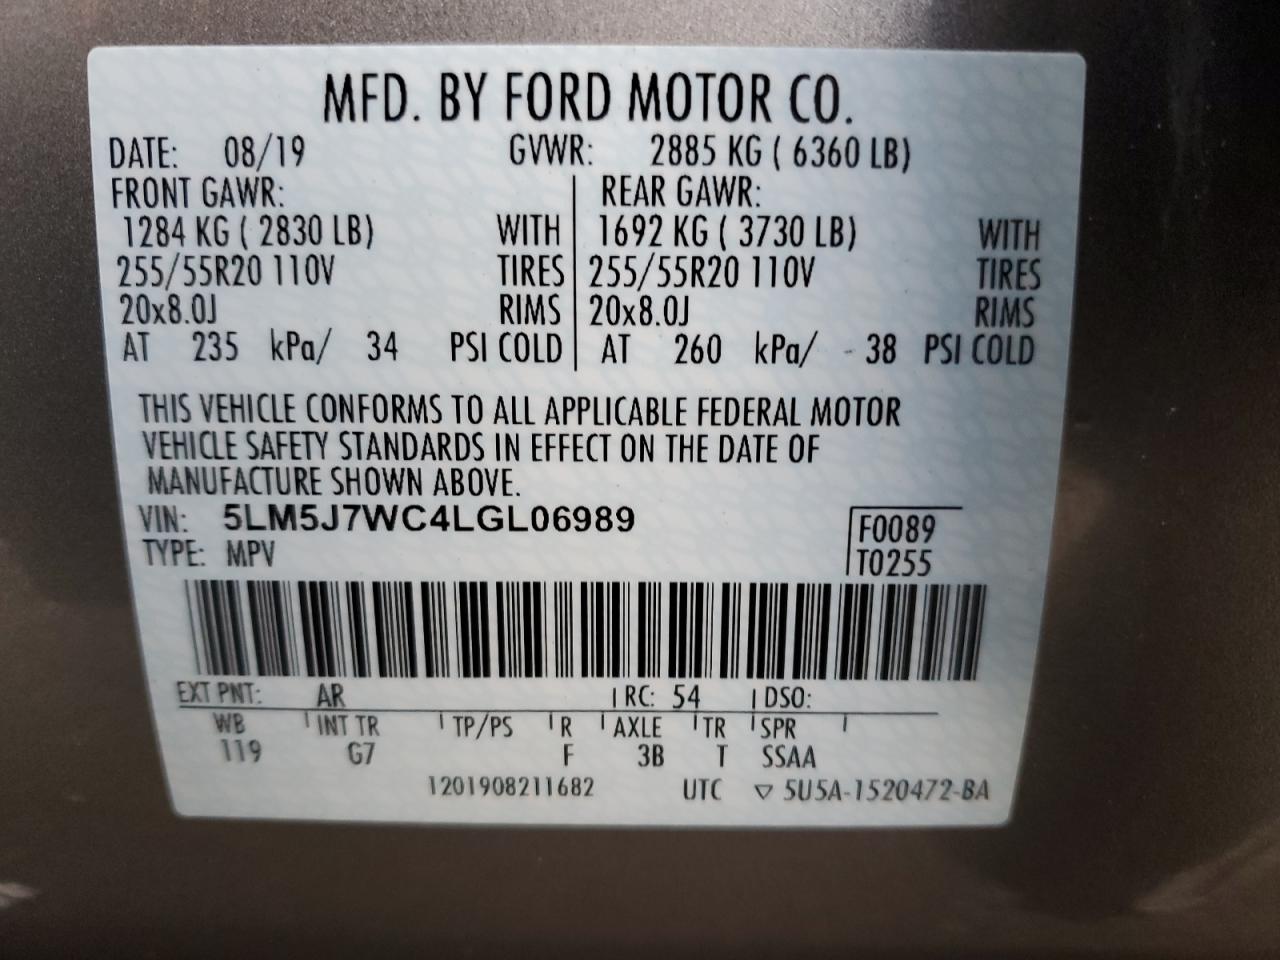 MFD. BY FORD MOTOR CO.
DATE: 08/19 GVWR: 2885 KG ( 6360 LB)
FRONT GAWR: REAR GAWR:
1284 KG ( 2830 LB) WITH 1692 KG ( 3730 LB) WITH
255/55R20 110V TIRES 255/55R20 110V TIRES
20x8.0J RIMS 20x8.0J RIMS
AT 235 kPa/ 34 PSI COLD AT 260 kPa/ 38 PSI COLD
THIS VEHICLE CONFORMS TO ALL APPLICABLE FEDERAL MOTOR
VEHICLE SAFETY STANDARDS IN EFFECT ON THE DATE OF
MANUFACTURE SHOWN ABOVE.
VIN: 5LM5J7WC4LGL06989 F0089
TYPE: MPV T0255
EXT PNT: AR RC: 54 DSO:
WB INT TR TP/PS R AXLE TR SPR
119 G7 F 3B T SSAA
1201908211682 UTC ▽ 5U5A-1520472-BA